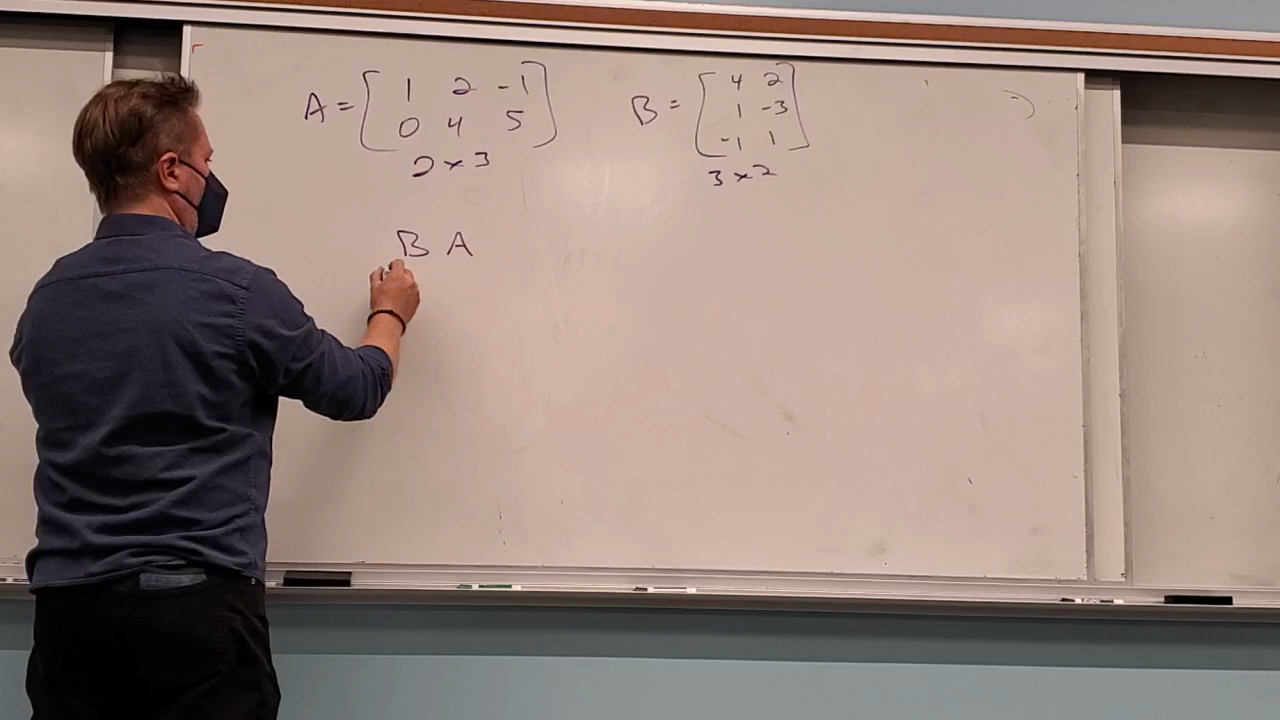 A = [ 1 2 -1
0 4 5 ]
2 x 3
B = [ 4 2
1 -3
-1 1 ]
3 x 2
B A